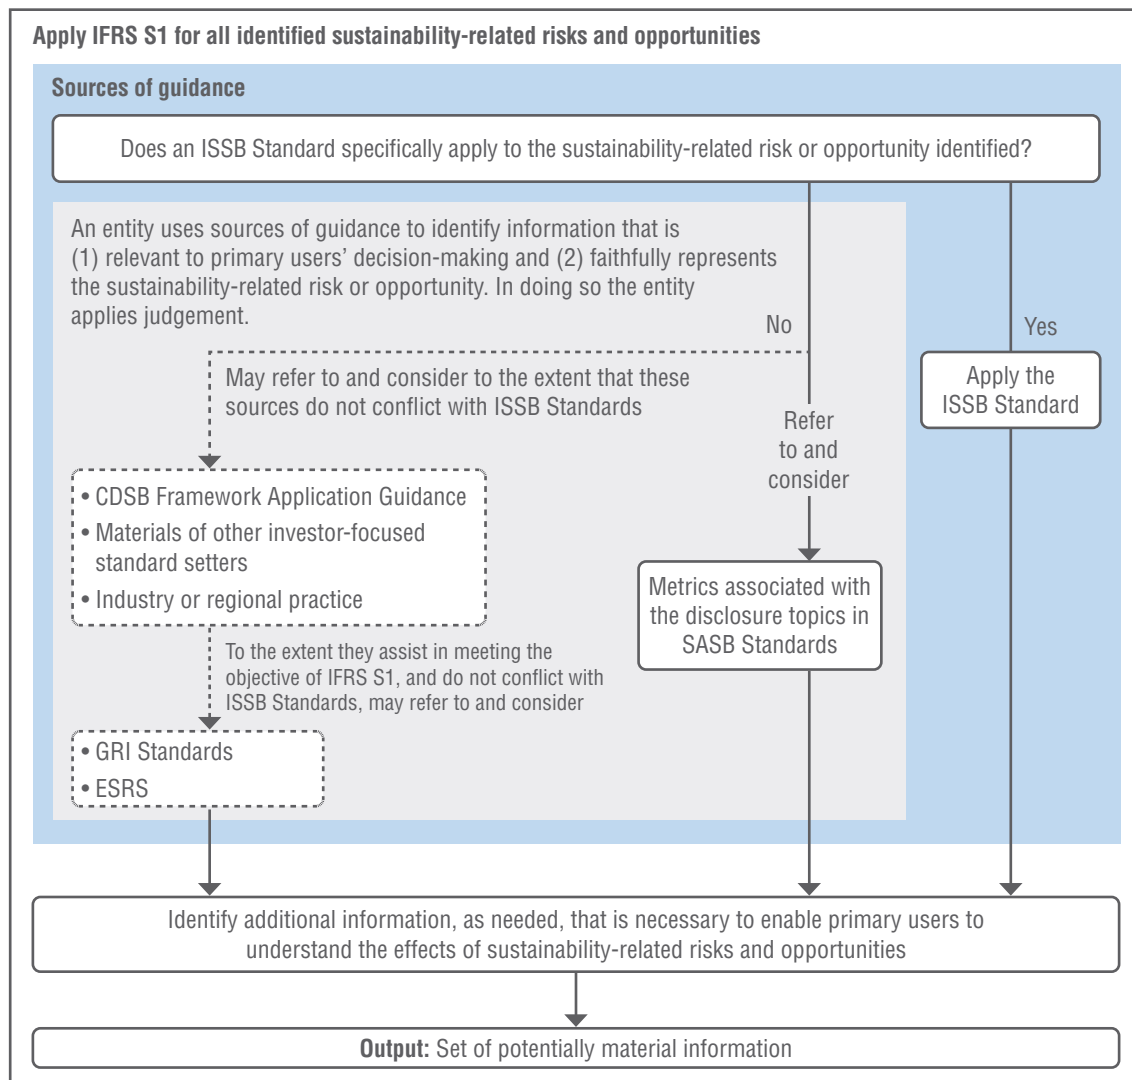 Apply IFRS S1 for all identified sustainability-related risks and opportunities
Sources of guidance
Does an ISSB Standard specifically apply to the sustainability-related risk or opportunity identified?
An entity uses sources of guidance to identify information that is
(1) relevant to primary users’ decision-making and (2) faithfully represents
the sustainability-related risk or opportunity. In doing so the entity
applies judgement.
No
Yes
May refer to and consider to the extent that these
sources do not conflict with ISSB Standards
Refer
to and
consider
Apply the
ISSB Standard
• CDSB Framework Application Guidance
• Materials of other investor-focused
standard setters
• Industry or regional practice
Metrics associated with
the disclosure topics in
SASB Standards
To the extent they assist in meeting the
objective of IFRS S1, and do not conflict with
ISSB Standards, may refer to and consider
• GRI Standards
• ESRS
Identify additional information, as needed, that is necessary to enable primary users to
understand the effects of sustainability-related risks and opportunities
Output: Set of potentially material information